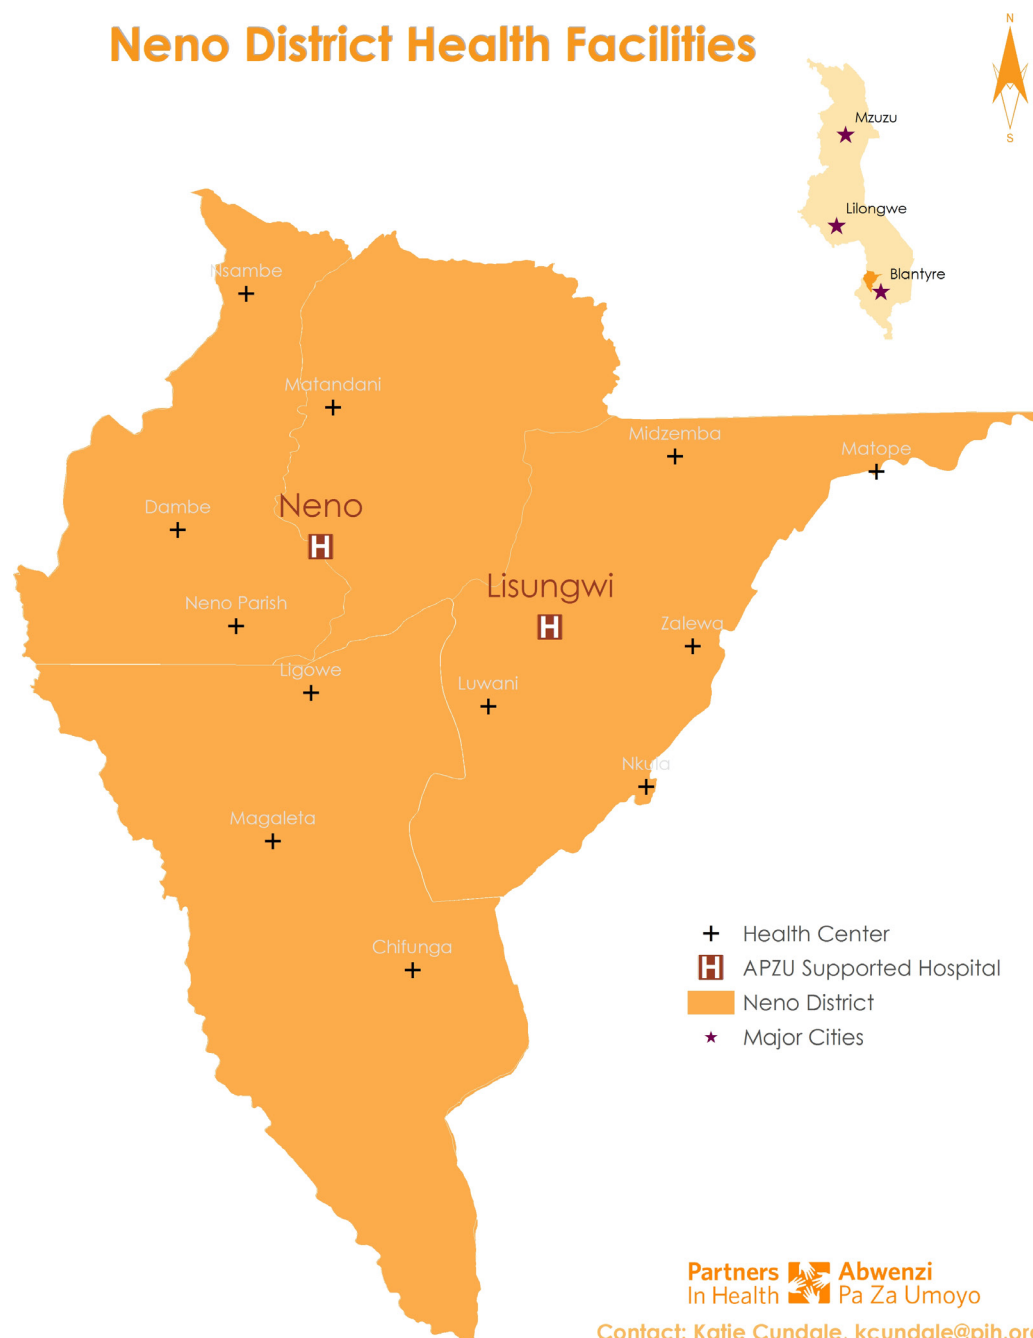 Neno District Health Facilities
N
S
Mzuzu
Lilongwe
Blantyre
Nsambe
Matandani
Midzemba
Matope
Dambe
Neno
H
Lisungwi
H
Neno Parish
Zalewa
Ligowe
Luwani
Nkula
Magaleta
Chifunga
Health Center
H APZU Supported Hospital
Neno District
Major Cities
Partners In Health
Abwenzi Pa Za Umoyo
Contact: Katie Cundale, kcundale@pih.org